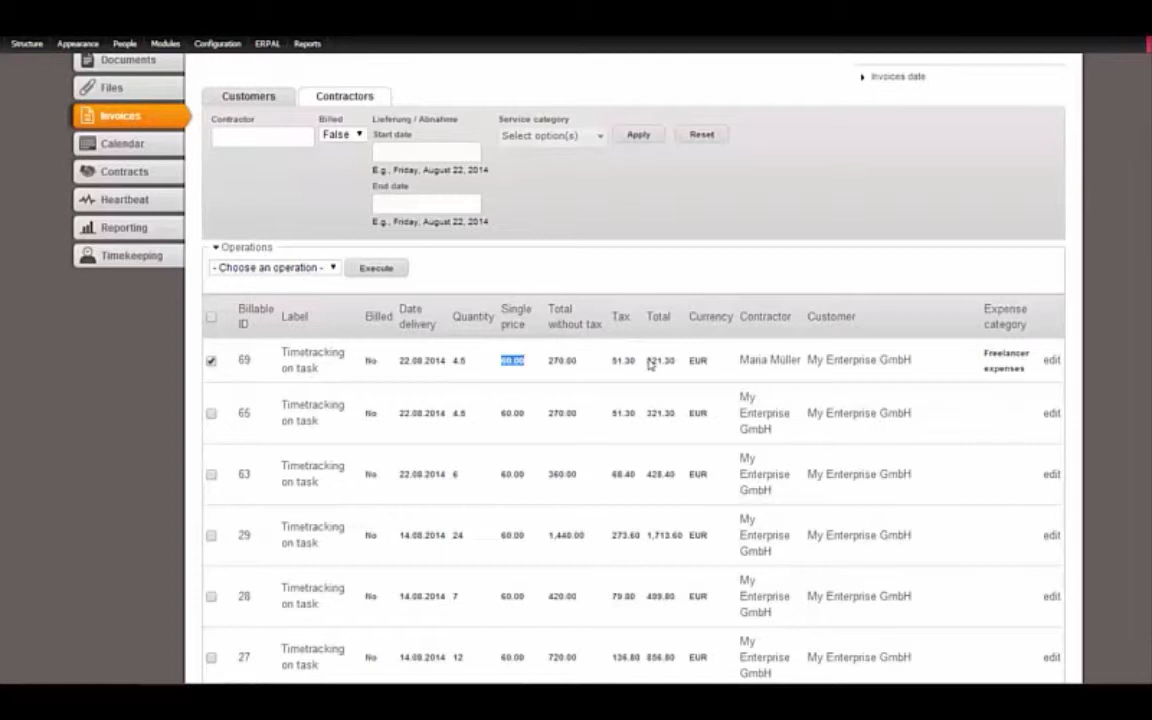 Structure Appearance People Modules Configuration ERPAL Reports
Documents
Files
Invoices
Calendar
Contracts
Heartbeat
Reporting
Timekeeping
Invoices date
Customers Contractors
Contractor Billed Lieferung / Abnahme Service category
False Start date Select option(s) Apply Reset
E.g., Friday, August 22, 2014
End date
E.g., Friday, August 22, 2014
Operations
- Choose an operation - Execute
Billable ID Label Billed Date delivery Quantity Single price Total without tax Tax Total Currency Contractor Customer Expense category
69 Timetracking on task No 22.08.2014 4.5 60.00 270.00 51.30 321.30 EUR Maria Müller My Enterprise GmbH Freelancer expenses edit
65 Timetracking on task No 22.08.2014 4.5 60.00 270.00 51.30 321.30 EUR My Enterprise GmbH My Enterprise GmbH edit
63 Timetracking on task No 22.08.2014 6 60.00 360.00 68.40 428.40 EUR My Enterprise GmbH My Enterprise GmbH edit
29 Timetracking on task No 14.08.2014 24 60.00 1,440.00 273.60 1,713.60 EUR My Enterprise GmbH My Enterprise GmbH edit
28 Timetracking on task No 14.08.2014 7 60.00 420.00 79.80 499.80 EUR My Enterprise GmbH My Enterprise GmbH edit
27 Timetracking on task No 14.08.2014 12 60.00 720.00 136.80 856.80 EUR My Enterprise GmbH My Enterprise GmbH edit